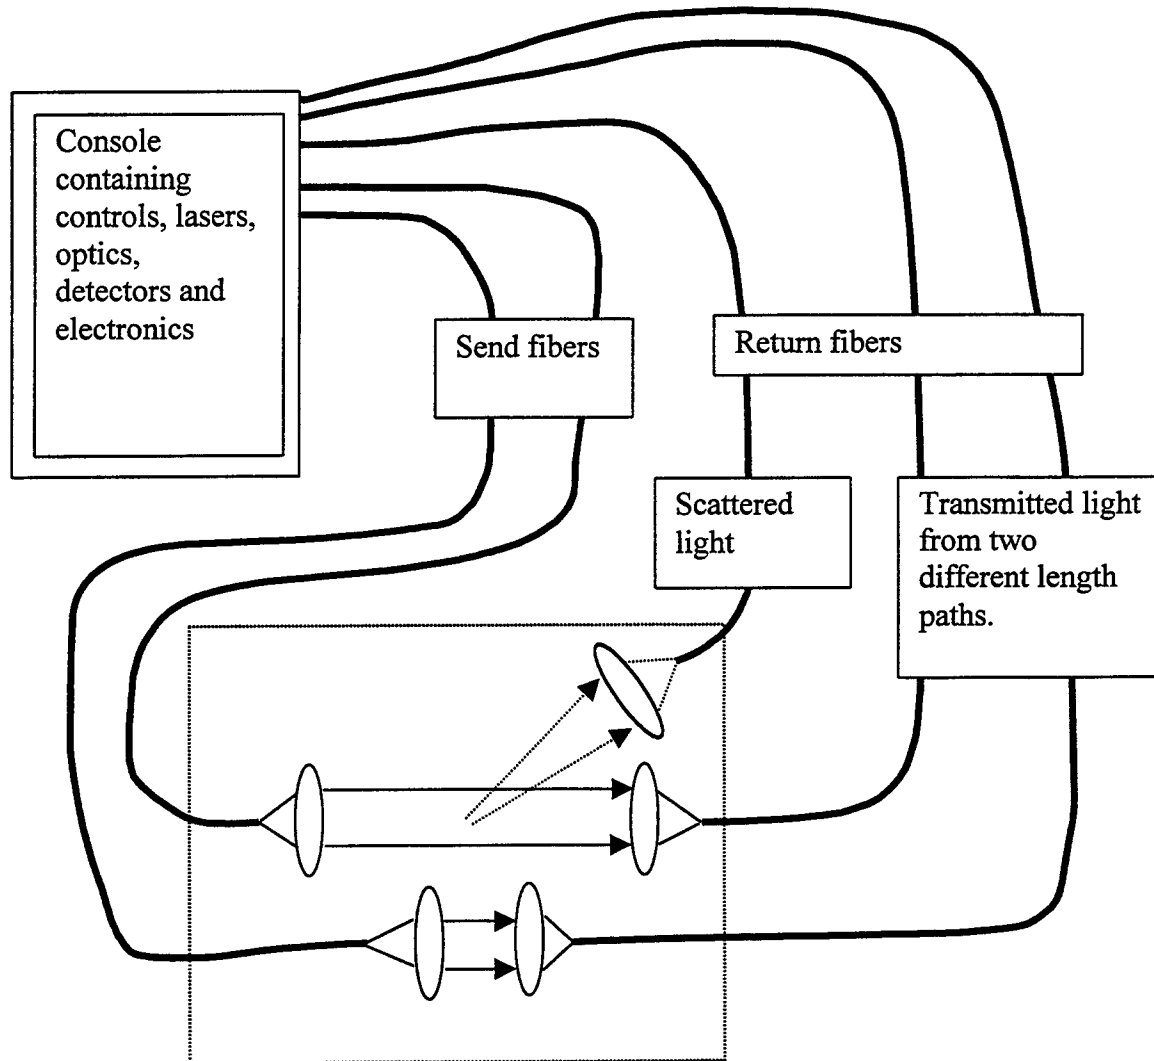 Console
containing
controls, lasers,
optics,
detectors and
electronics
Send fibers
Return fibers
Scattered
light
Transmitted light
from two
different length
paths.